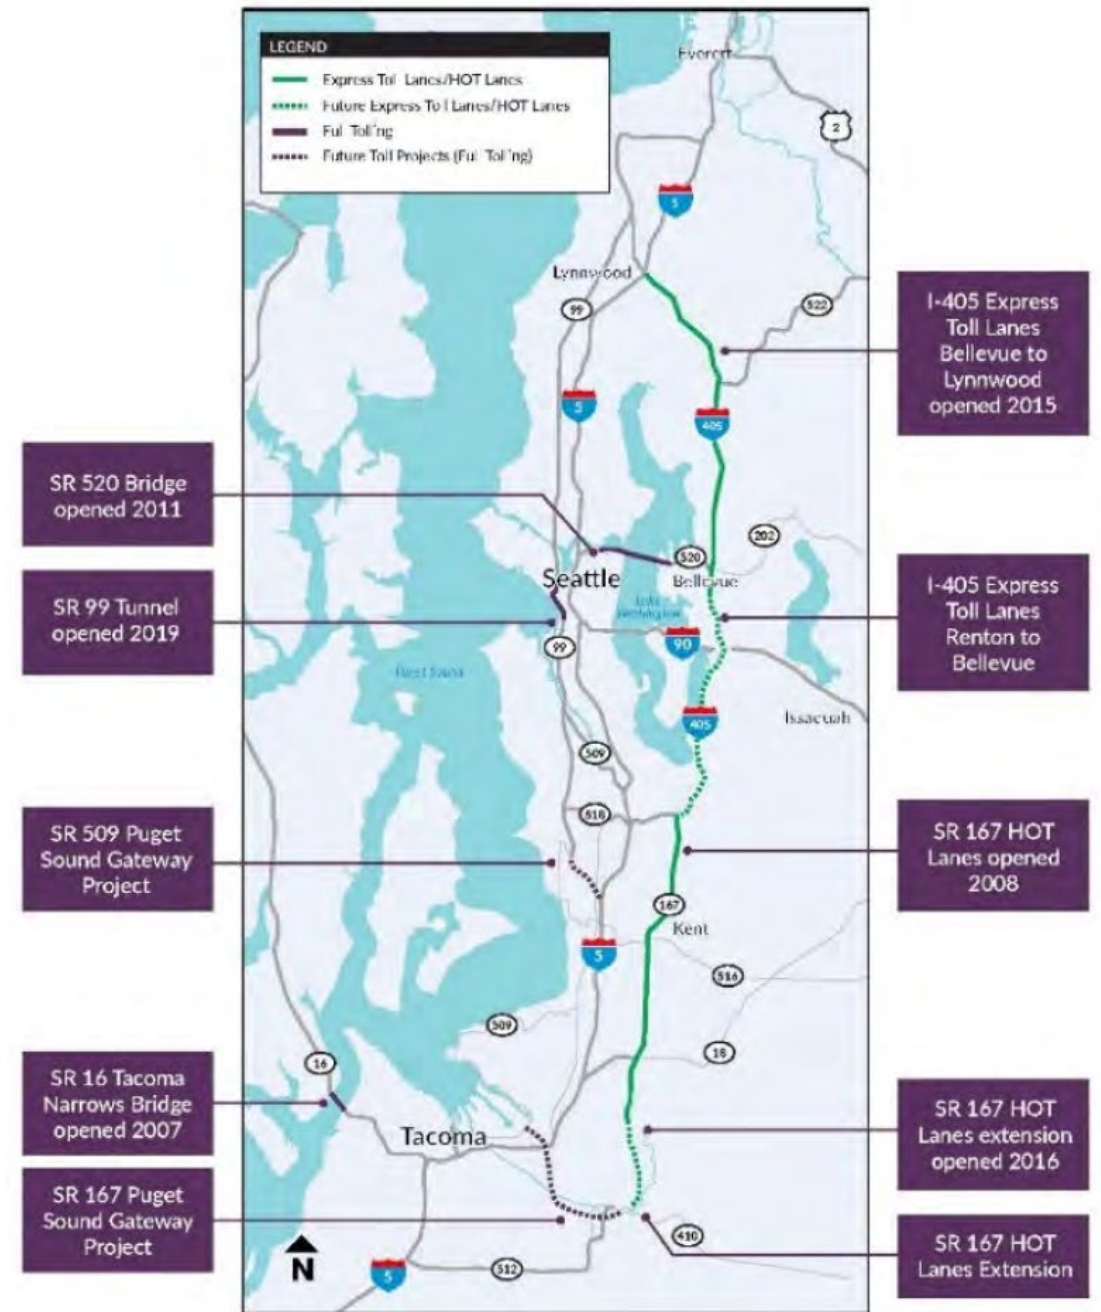 LEGEND
Express Tol Lanes/HOT Lanes
Future Express Toll Lanes/HOT Lanes
Ful Tolling
Future Toll Projects (Ful Tolling)
Everett
2
5
Lynnwood
99
522
5
405
I-405 Express
Toll Lanes
Bellevue to
Lynnwood
opened 2015
SR 520 Bridge
opened 2011
202
520
Seattle
Bellevue
SR 99 Tunnel
opened 2019
Lake
Washington
90
99
I-405 Express
Toll Lanes
Renton to
Bellevue
405
Issaquah
509
518
SR 509 Puget
Sound Gateway
Project
SR 167 HOT
Lanes opened
2008
167
Kent
5
516
509
18
16
SR 16 Tacoma
Narrows Bridge
opened 2007
Tacoma
SR 167 HOT
Lanes extension
opened 2016
SR 167 Puget
Sound Gateway
Project
410
SR 167 HOT
Lanes Extension
N
5
512